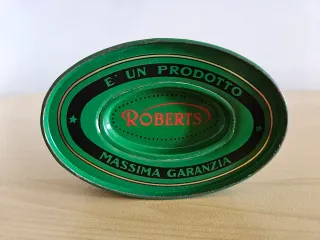 E' UN PRODOTTO
ROBERTS
MASSIMA GARANZIA